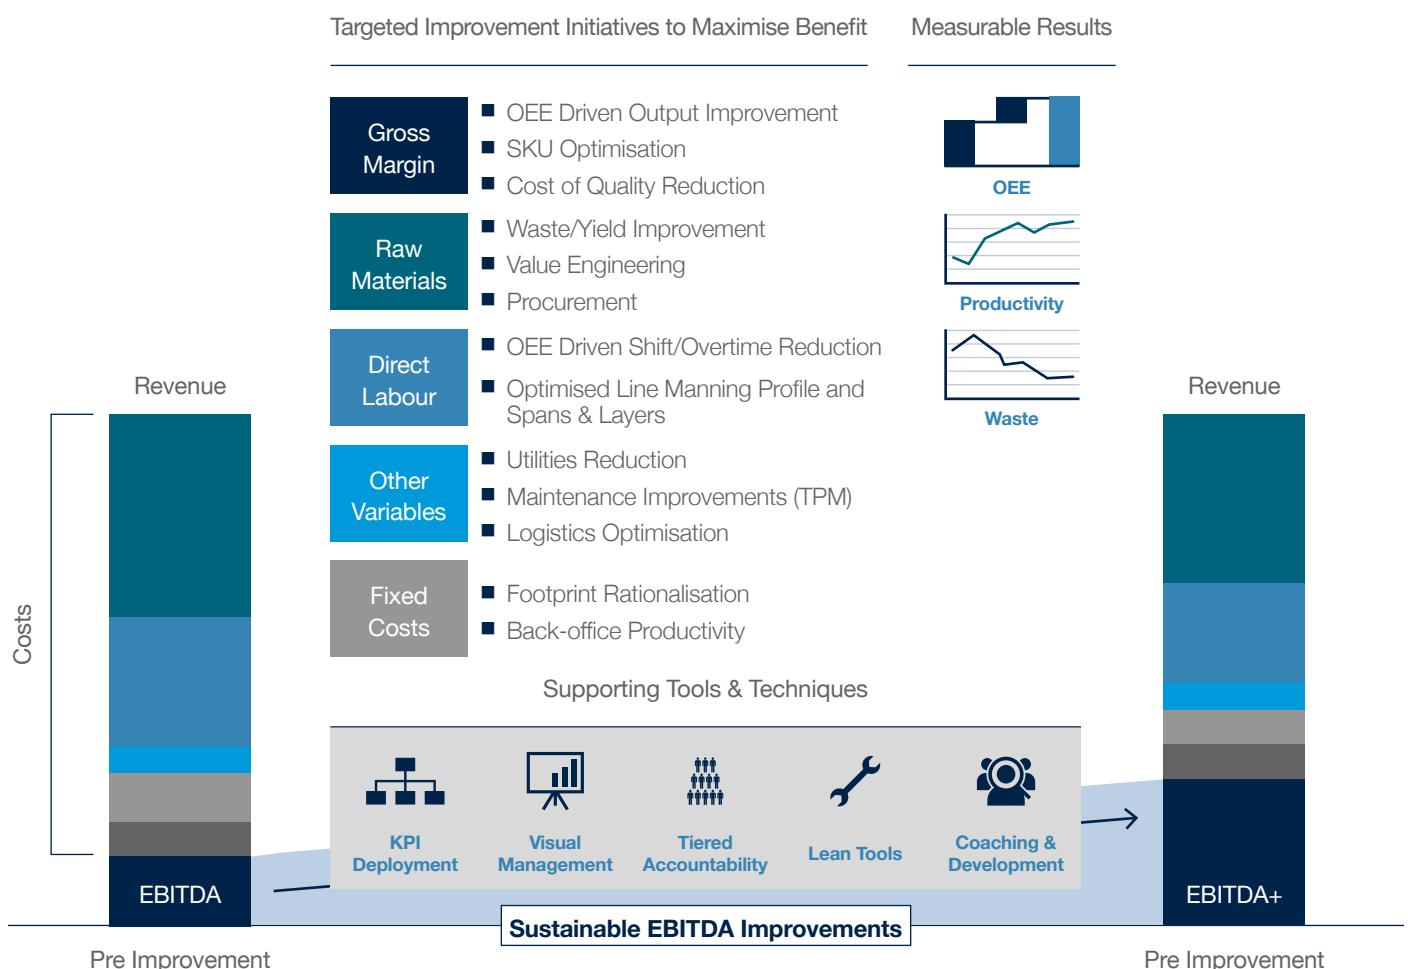 Targeted Improvement Initiatives to Maximise Benefit
Measurable Results
Gross
Margin
OEE Driven Output Improvement
SKU Optimisation
Cost of Quality Reduction
OEE
Raw
Materials
Waste/Yield Improvement
Value Engineering
Procurement
Productivity
Direct
Labour
OEE Driven Shift/Overtime Reduction
Optimised Line Manning Profile and
Spans & Layers
Waste
Other
Variables
Utilities Reduction
Maintenance Improvements (TPM)
Logistics Optimisation
Fixed
Costs
Footprint Rationalisation
Back-office Productivity
Revenue
Costs
EBITDA
Pre Improvement
Supporting Tools & Techniques
KPI
Deployment
Visual
Management
Tiered
Accountability
Lean Tools
Coaching &
Development
Sustainable EBITDA Improvements
Revenue
EBITDA+
Pre Improvement